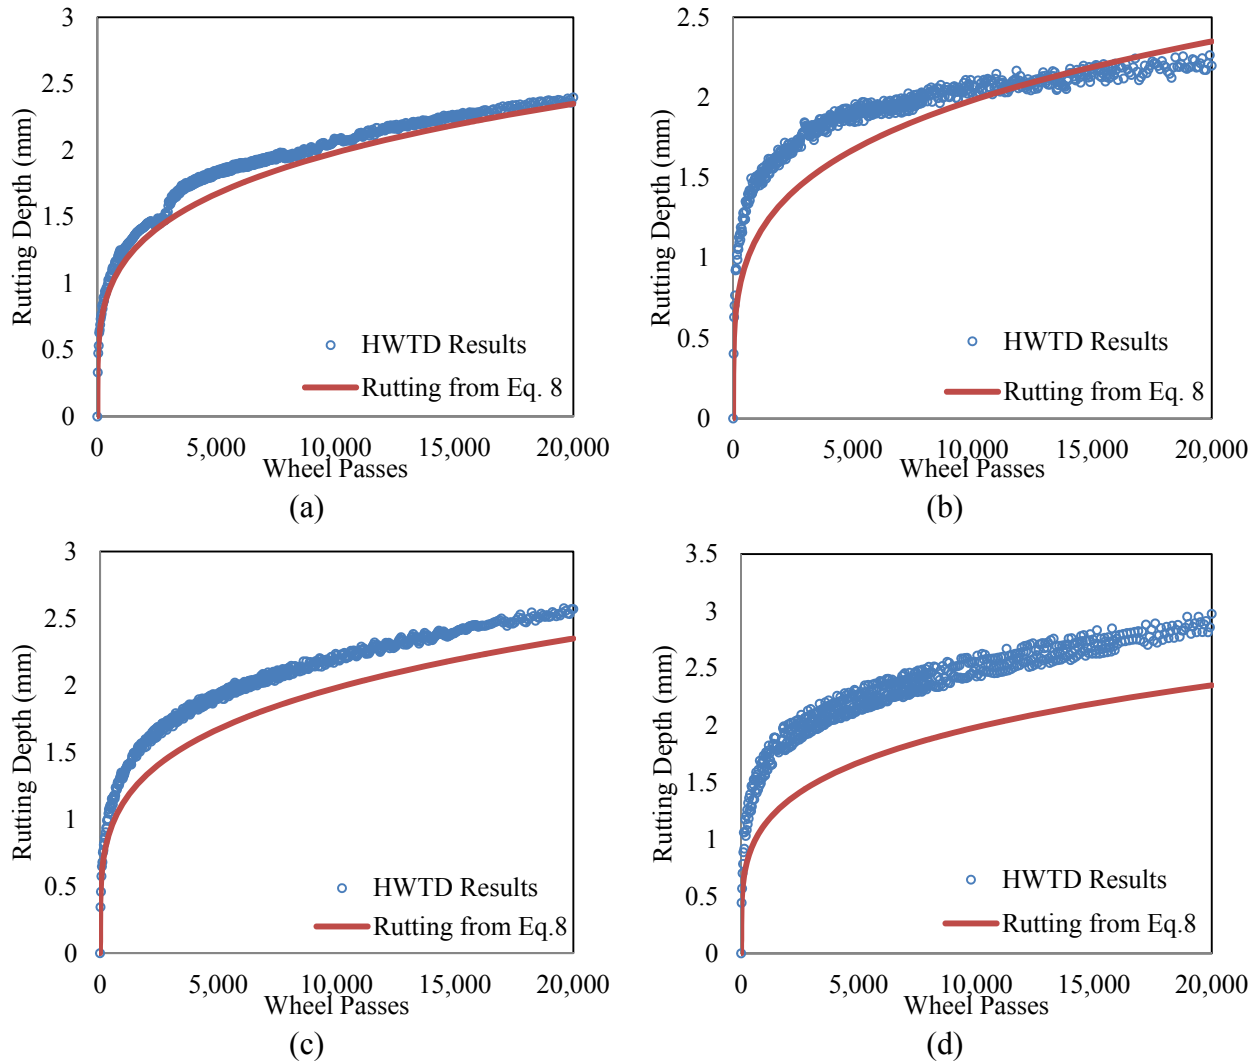 3
2.5
2
1.5
1
0.5
0
Rutting Depth (mm)
HWTD Results
Rutting from Eq. 8
0 5,000 10,000 15,000 20,000
Wheel Passes
(a)
2.5
2
1.5
1
0.5
0
Rutting Depth (mm)
HWTD Results
Rutting from Eq. 8
0 5,000 10,000 15,000 20,000
Wheel Passes
(b)
3
2.5
2
1.5
1
0.5
0
Rutting Depth (mm)
HWTD Results
Rutting from Eq.8
0 5,000 10,000 15,000 20,000
Wheel Passes
(c)
3.5
3
2.5
2
1.5
1
0.5
0
Rutting Depth (mm)
HWTD Results
Rutting from Eq.8
0 5,000 10,000 15,000 20,000
Wheel Passes
(d)